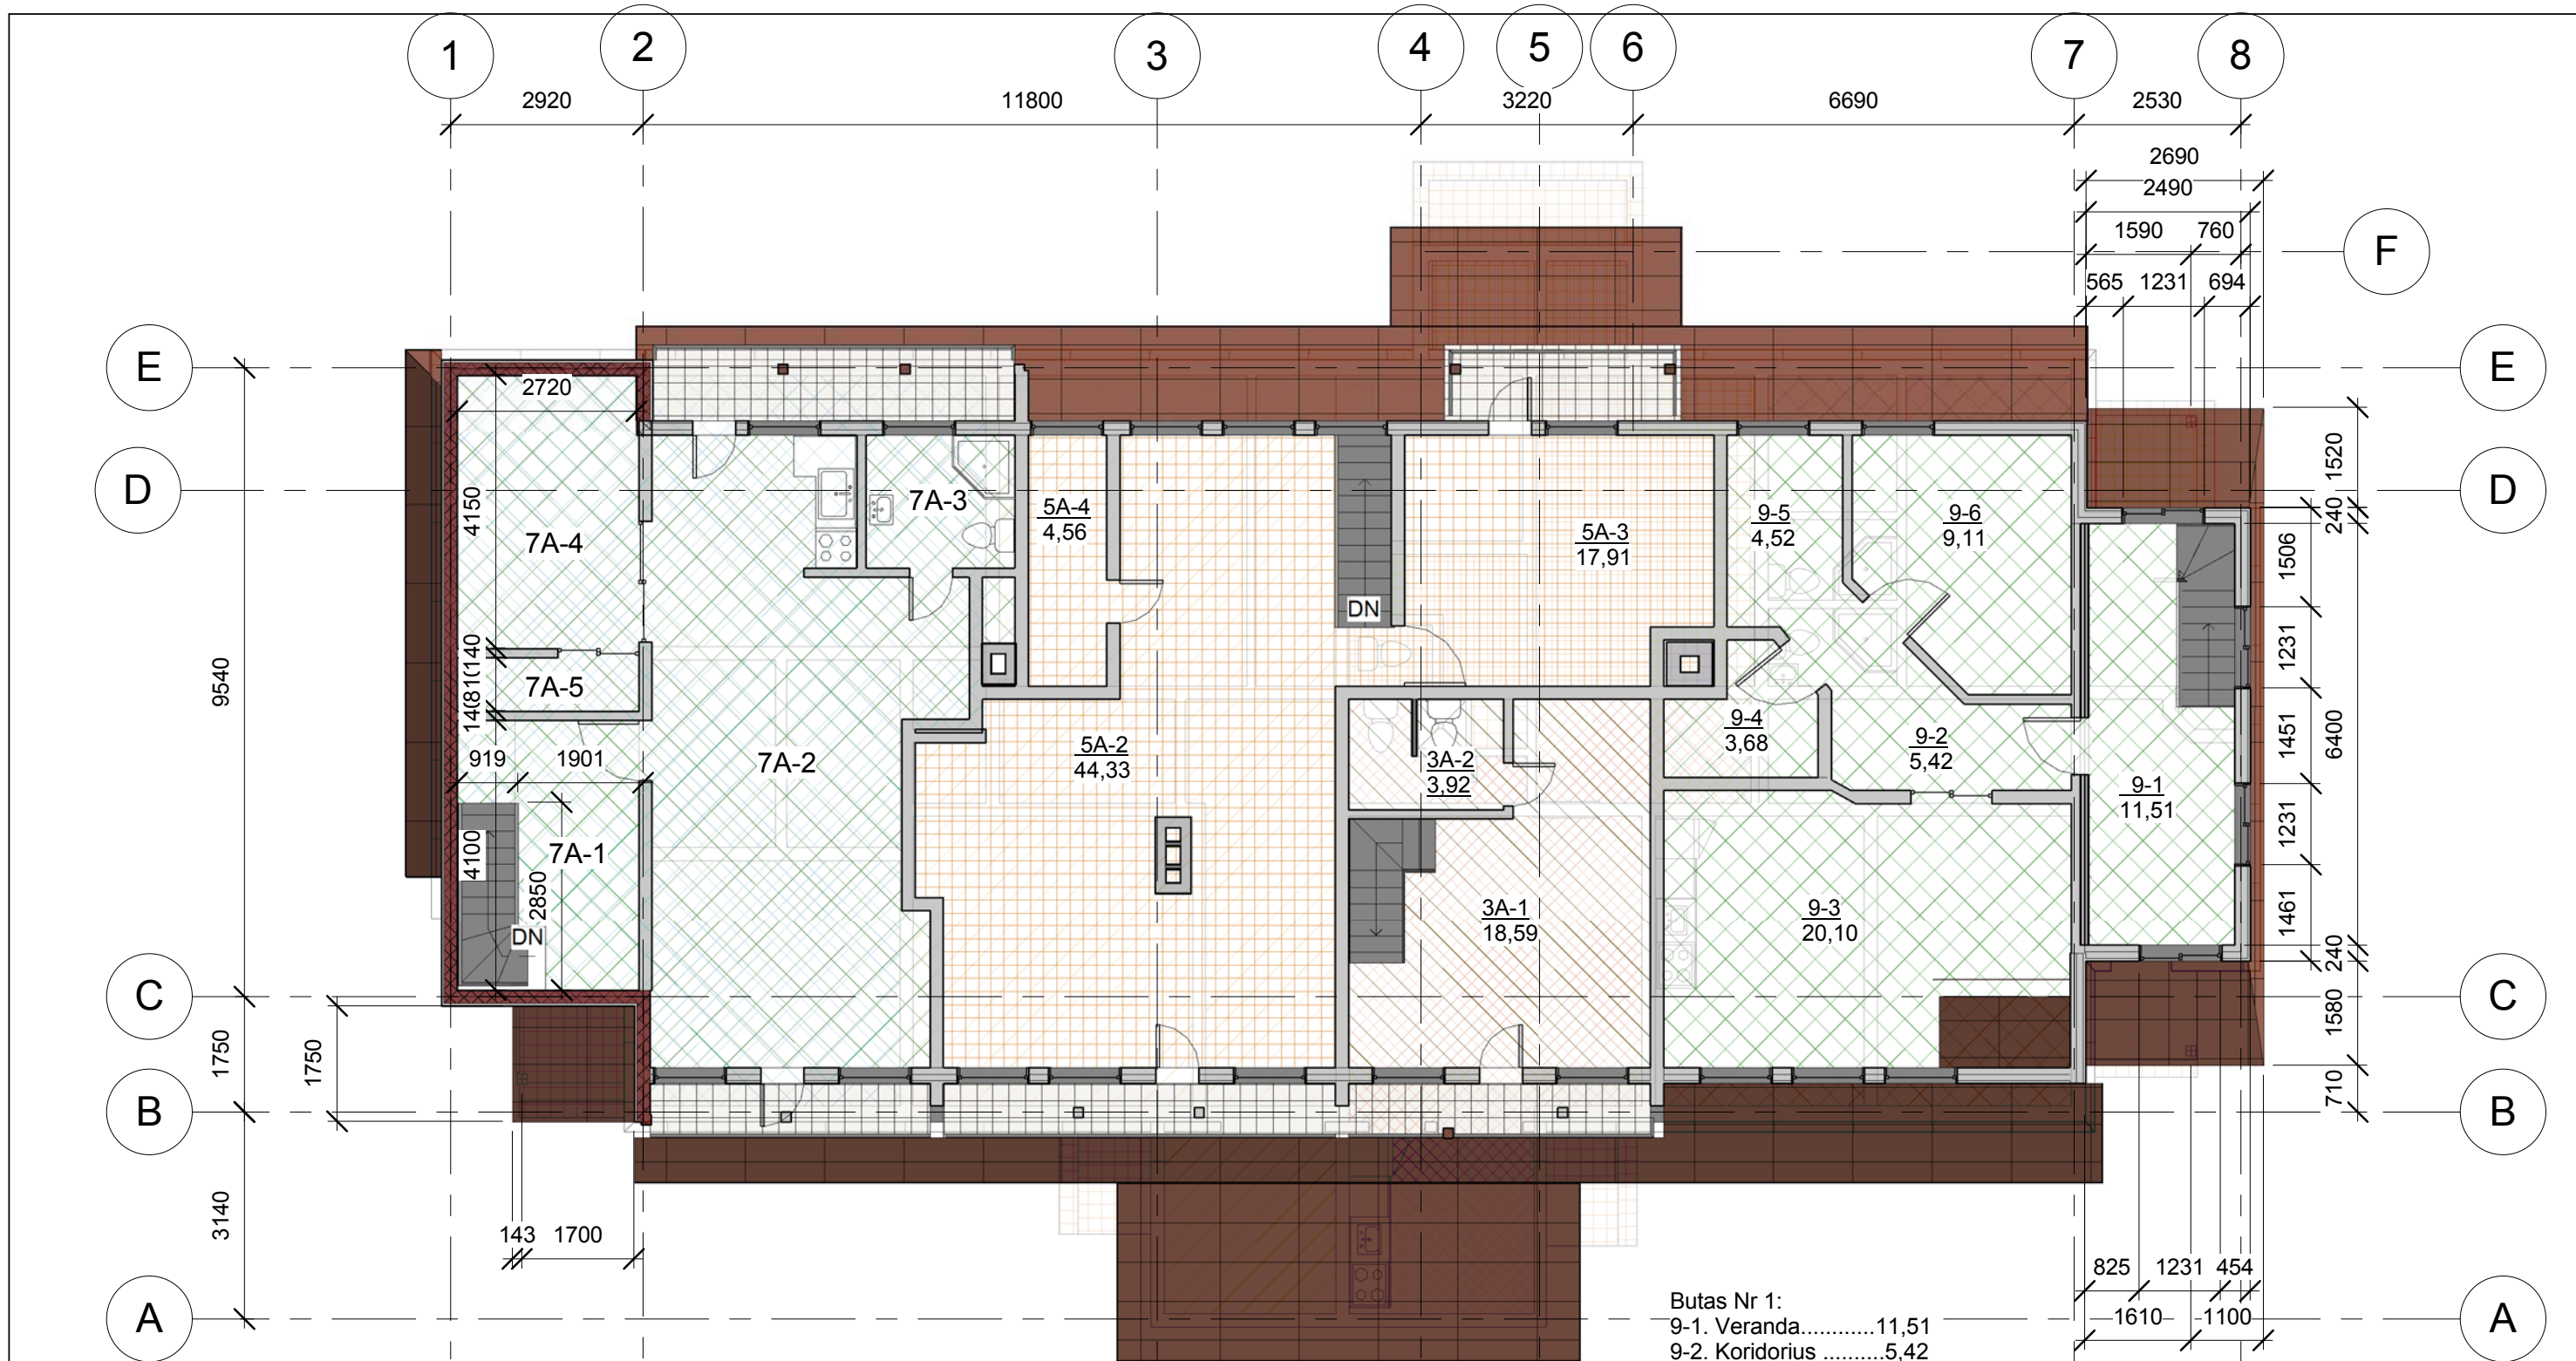 1 2 3 4 5 6 7 8
2920 11800 3220 6690 2530
2690
2490
1590 760
F
565 1231 694
E E
2720
D D
4150
7A-4
7A-3
5A-4
4,56
5A-3
17,91
9-5
4,52
9-6
9,11
1520
240
1506
DN
9540
140
810
140
7A-5
1231
919 1901
7A-2
5A-2
44,33
3A-2
3,92
9-4
3,68
9-2
5,42
9-1
11,51
1451
6400
4100
7A-1
2850
DN
1231
3A-1
18,59
9-3
20,10
1461
240
C C
1750
1750
1580
B B
710
3140
143 1700
825 1231 454
1610 1100
A A
Butas Nr 1:
9-1. Veranda............11,51
9-2. Koridorius ..........5,42